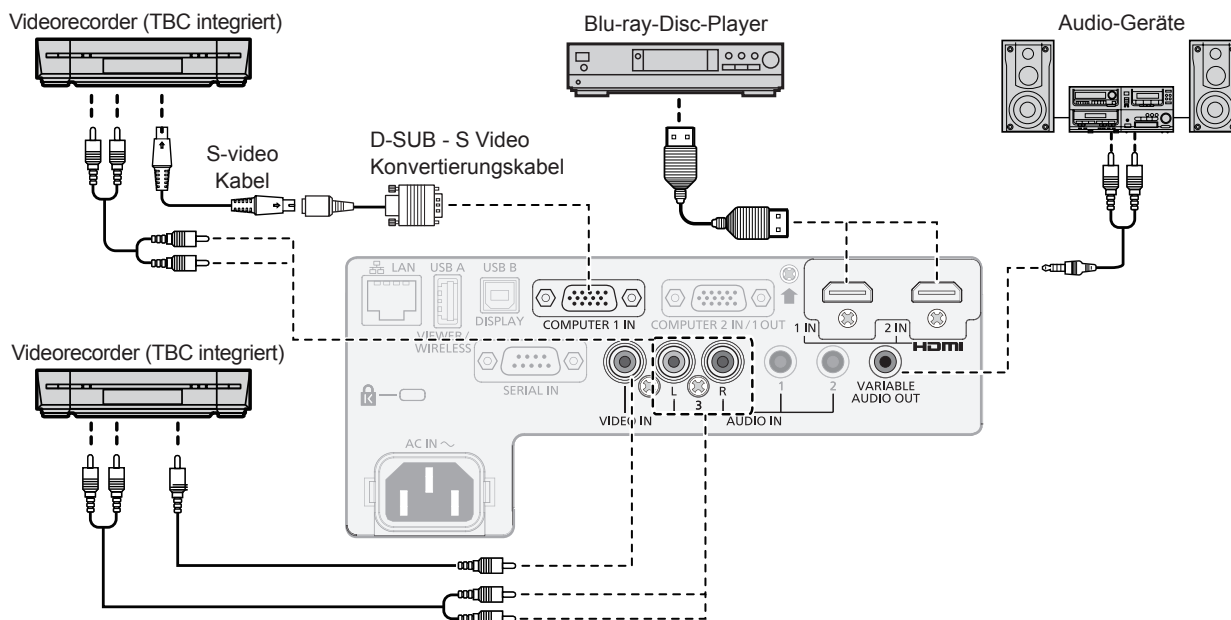 Videorecorder (TBC integriert)
Blu-ray-Disc-Player
Audio-Geräte
S-video
Kabel
D-SUB - S Video
Konvertierungskabel
LAN
USB A
USB B
DISPLAY
VIEWER /
WIRELESS
COMPUTER 1 IN
COMPUTER 2 IN / 1 OUT
1 IN
2 IN
HDMI
SERIAL IN
VIDEO IN
L
3
R
AUDIO IN
1
2
VARIABLE
AUDIO OUT
K
AC IN ~
Videorecorder (TBC integriert)